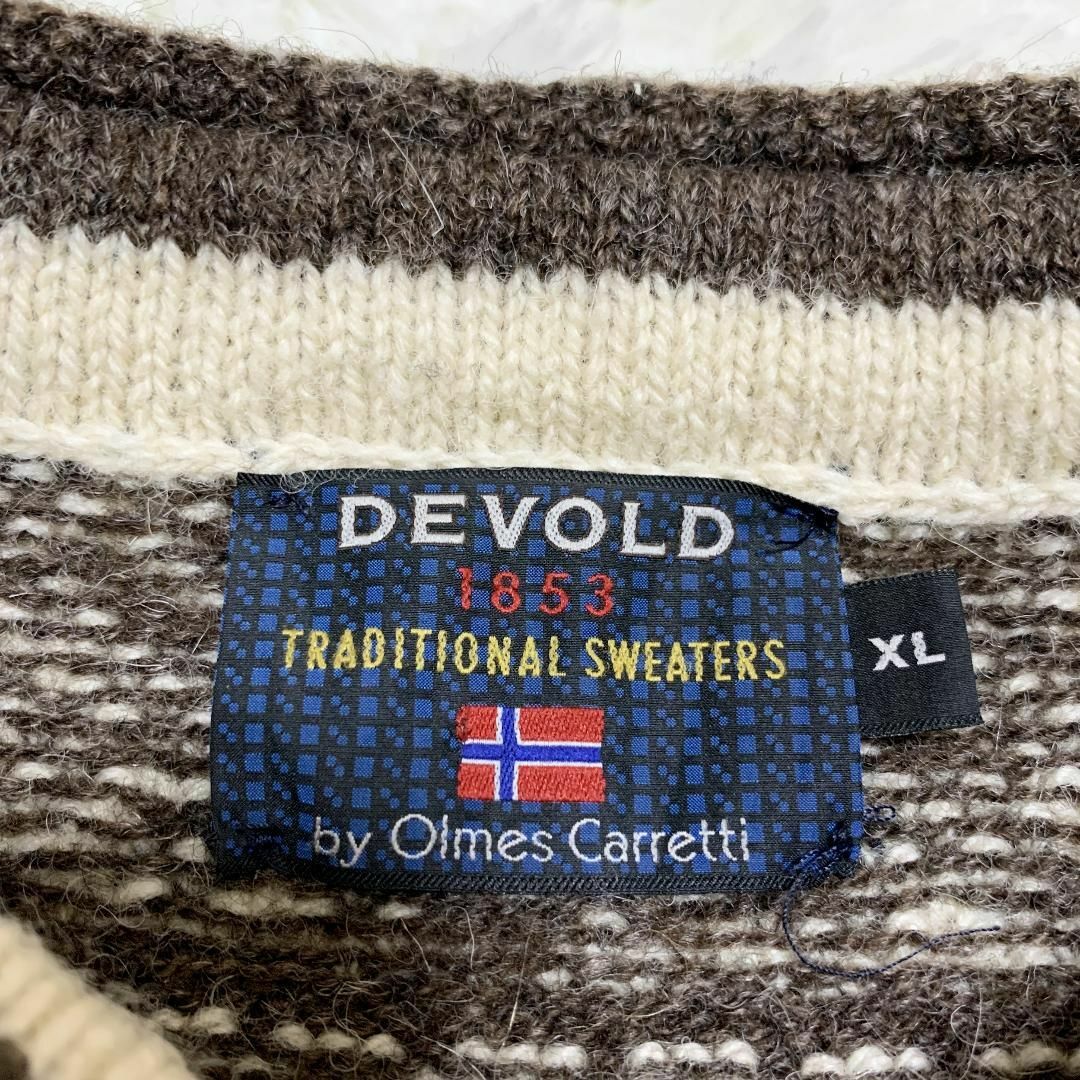 DEVOLD
1853
TRADITIONAL SWEATERS
by Olmes Carretti
XL